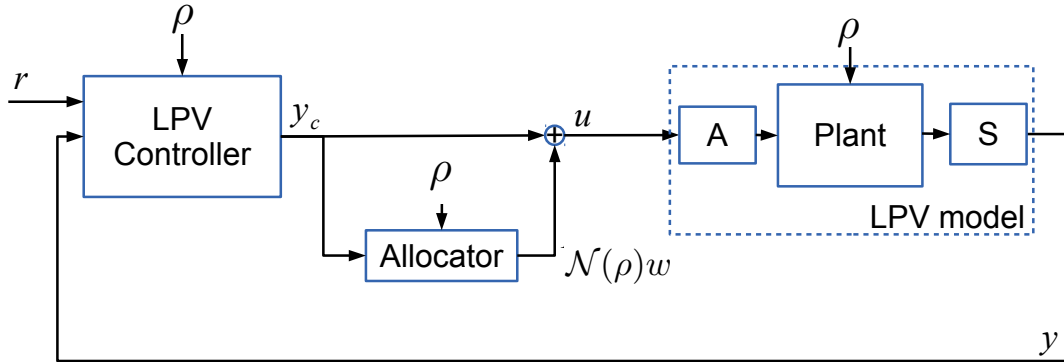 ρ
ρ
r
LPV
Controller
y_c
u
A
Plant
S
ρ
LPV model
Allocator
𝒩(ρ)w
y